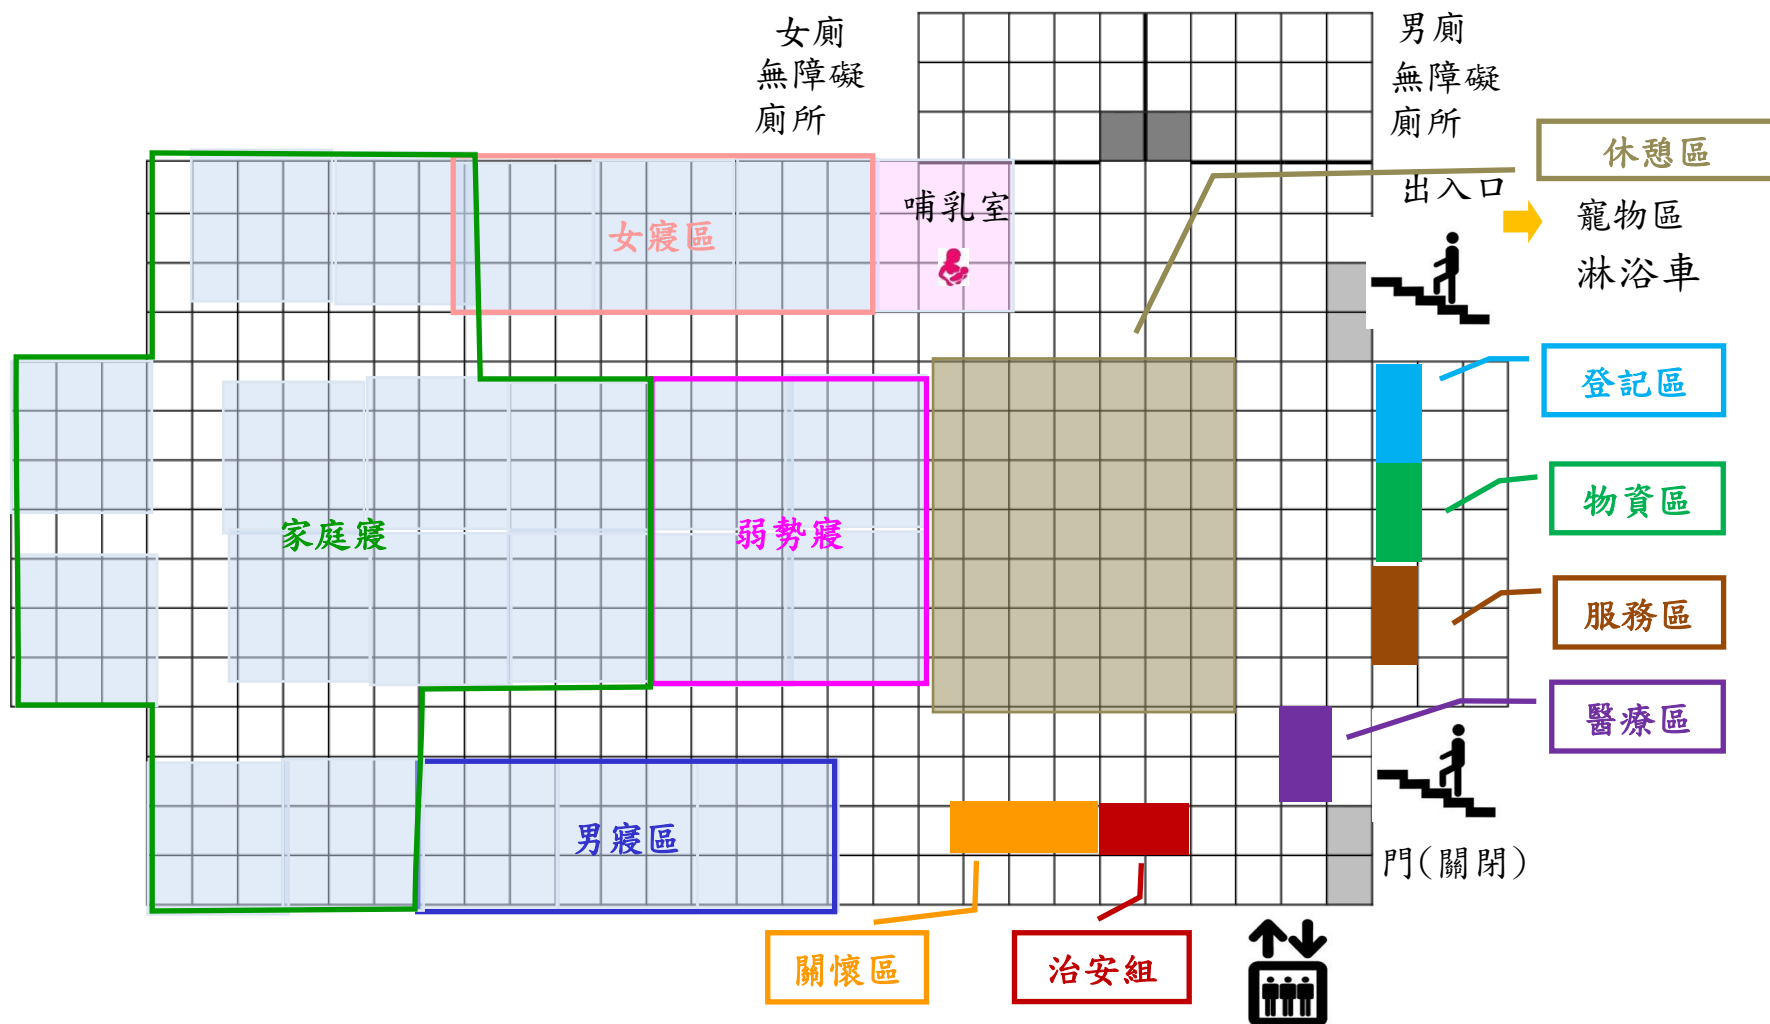 女廁
無障礙
廁所
男廁
無障礙
廁所
休憩區
出入口
寵物區
淋浴車
哺乳室
女寢區
登記區
物資區
家庭寢
弱勢寢
服務區
醫療區
男寢區
門(關閉)
關懷區
治安組